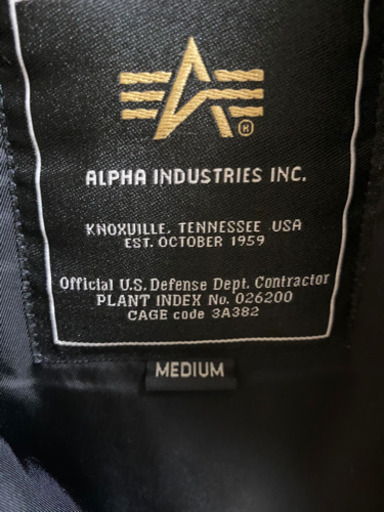 ALPHA INDUSTRIES INC.
KNOXVILLE, TENNESSEE USA
EST. OCTOBER 1959
Official U.S. Defense Dept. Contractor
PLANT INDEX No. 026200
CAGE code 3A382
MEDIUM